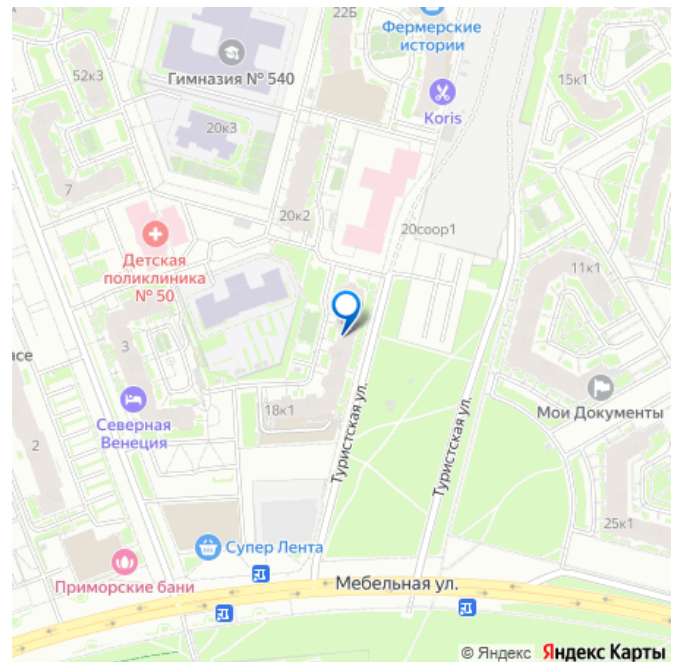 22Б
Фермерские
истории
52к3
Гимназия № 540
15к1
Koris
20к3
7
20к2
20соор1
Детская
поликлиника
№ 50
11к1
3
асе
Мои Документы
18к1
Северная
Венеция
Туристская ул.
Туристская ул.
2
25к1
Супер Лента
Приморские бани
Мебельная ул.
© Яндекс Яндекс Карты